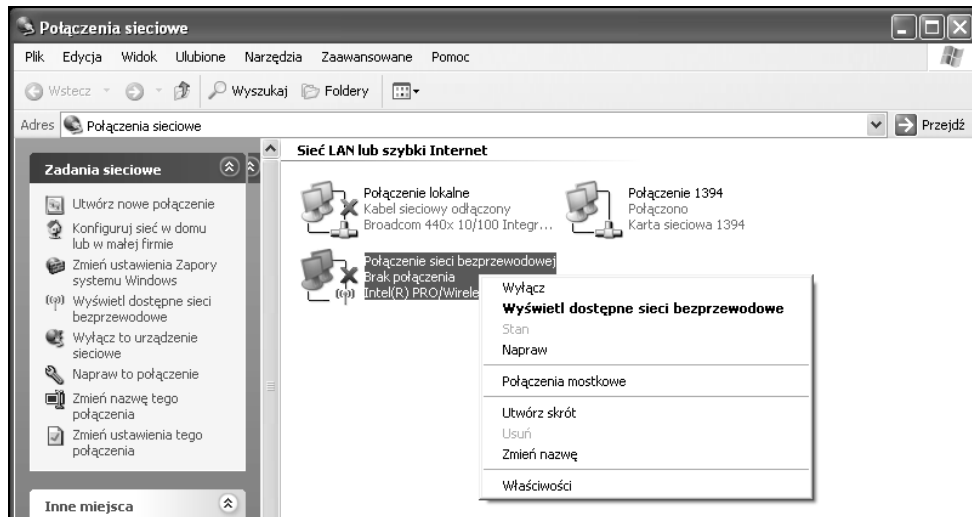 Połączenia sieciowe
Plik Edycja Widok Ulubione Narzędzia Zaawansowane Pomoc
Wstecz Wyszukaj Foldery
Adres Połączenia sieciowe Przejdź
Zadania sieciowe
Utwórz nowe połączenie
Konfiguruj sieć w domu
lub w małej firmie
Zmień ustawienia Zapory
systemu Windows
Wyświetl dostępne sieci
bezprzewodowe
Wyłącz to urządzenie
sieciowe
Napraw to połączenie
Zmień nazwę tego
połączenia
Zmień ustawienia tego
połączenia
Inne miejsca
Sieć LAN lub szybki Internet
Połączenie lokalne
Kabel sieciowy odłączony
Broadcom 440x 10/100 Integr...
Połączenie 1394
Połączono
Karta sieciowa 1394
Połączenie sieci bezprzewodowej
Brak połączenia
Intel(R) PRO/Wirele
Wyłącz
Wyświetl dostępne sieci bezprzewodowe
Stan
Napraw
Połączenia mostkowe
Utwórz skrót
Usuń
Zmień nazwę
Właściwości